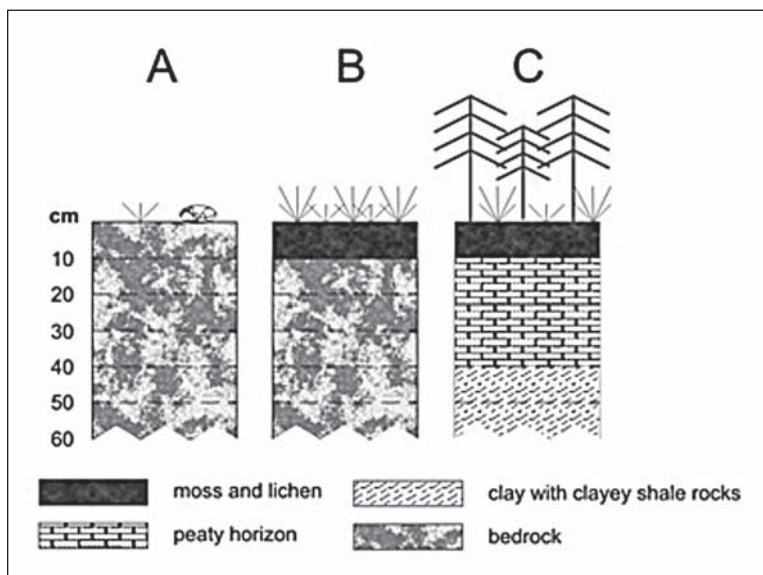 A B C
cm
10
20
30
40
50
60
moss and lichen
clay with clayey shale rocks
peaty horizon
bedrock